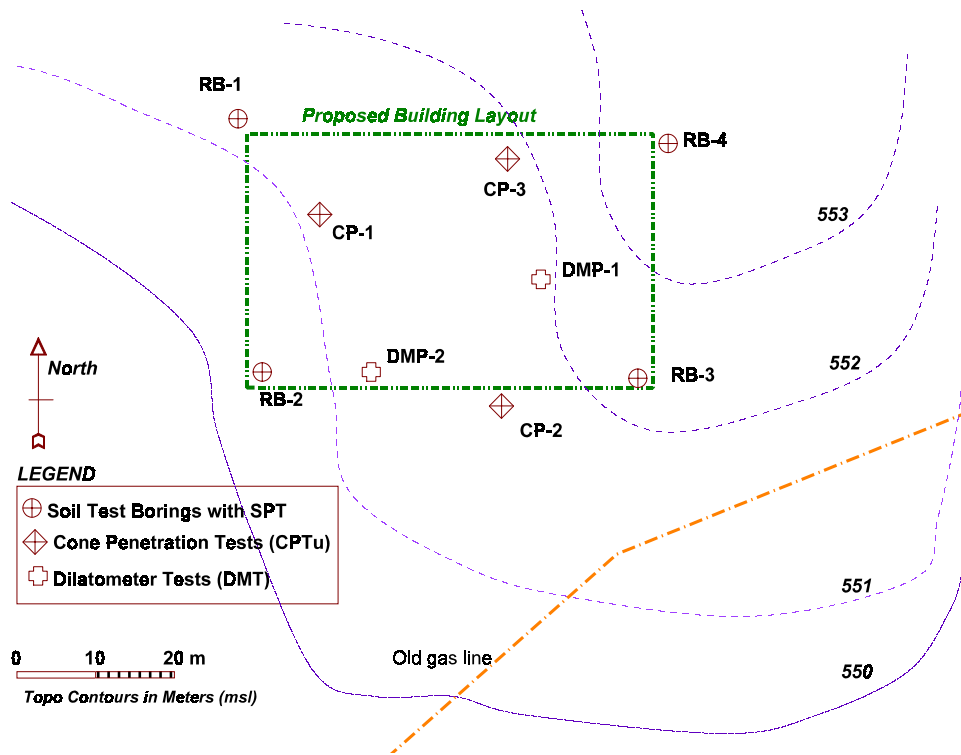 RB-1
Proposed Building Layout
RB-4
CP-3
CP-1
553
DMP-1
552
North
DMP-2
RB-3
RB-2
CP-2
LEGEND
Soil Test Borings with SPT
Cone Penetration Tests (CPTu)
Dilatometer Tests (DMT)
551
0 10 20 m
Old gas line
550
Topo Contours in Meters (msl)